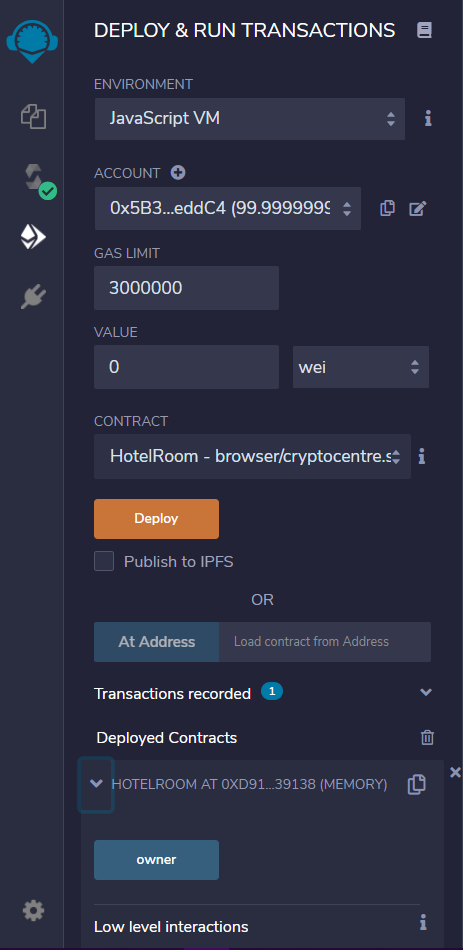 DEPLOY & RUN TRANSACTIONS
ENVIRONMENT
JavaScript VM
ACCOUNT
0x5B3...eddC4 (99.9999999
GAS LIMIT
3000000
VALUE
0
wei
CONTRACT
HotelRoom - browser/cryptocentre.s
Deploy
Publish to IPFS
OR
At Address
Load contract from Address
Transactions recorded 1
Deployed Contracts
HOTELROOM AT 0XD91...39138 (MEMORY)
owner
Low level interactions